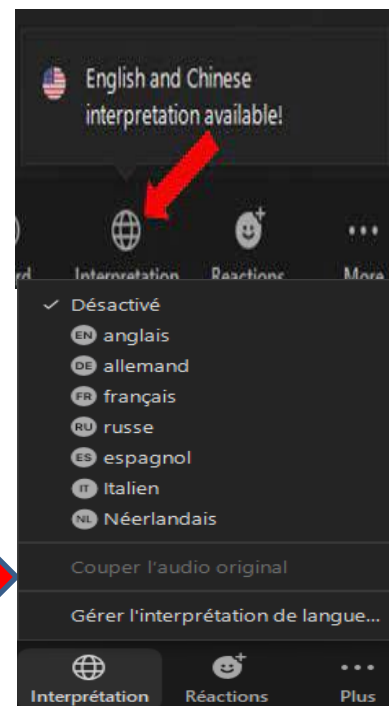 English and Chinese
interpretation available!
Interpretation Reactions More
✓ Désactivé
EN anglais
DE allemand
FR français
RU russe
ES espagnol
IT Italien
NL Néerlandais
Couper l'audio original
Gérer l'interprétation de langue...
Interprétation Réactions Plus